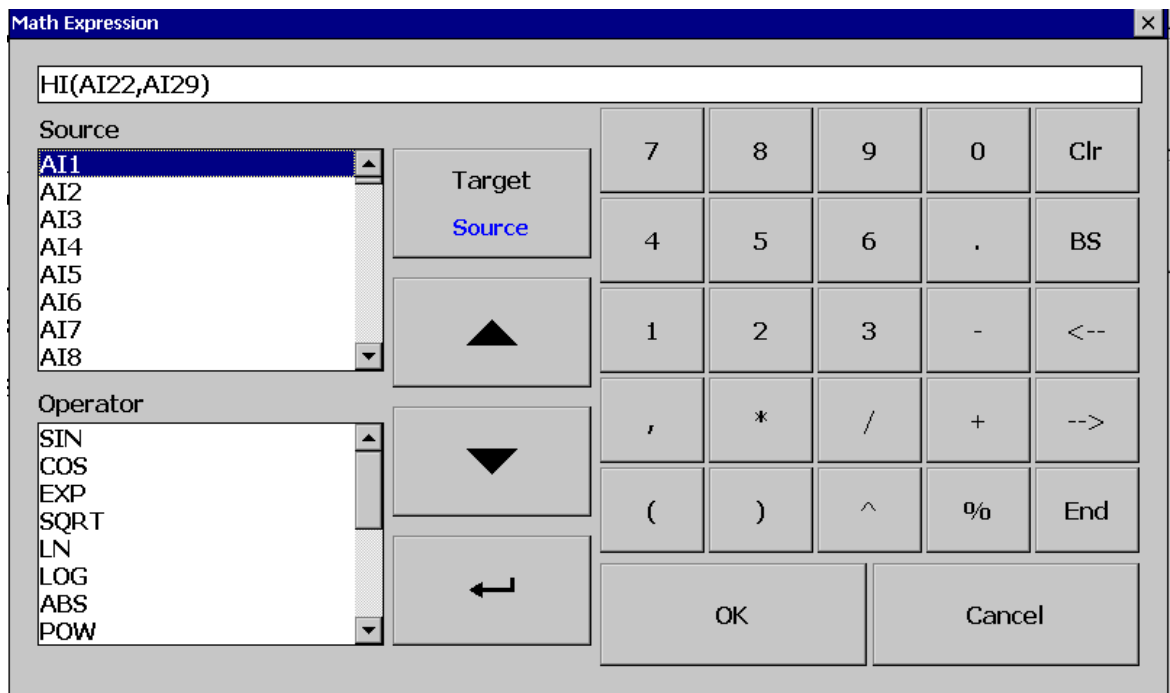 Math Expression
HI(AI22,AI29)
Source
AI1
AI2
AI3
AI4
AI5
AI6
AI7
AI8
Operator
SIN
COS
EXP
SQRT
LN
LOG
ABS
POW
Target
Source
7 8 9 0 Clr
4 5 6 . BS
1 2 3 - <--
, * / + -->
( ) ^ % End
OK Cancel